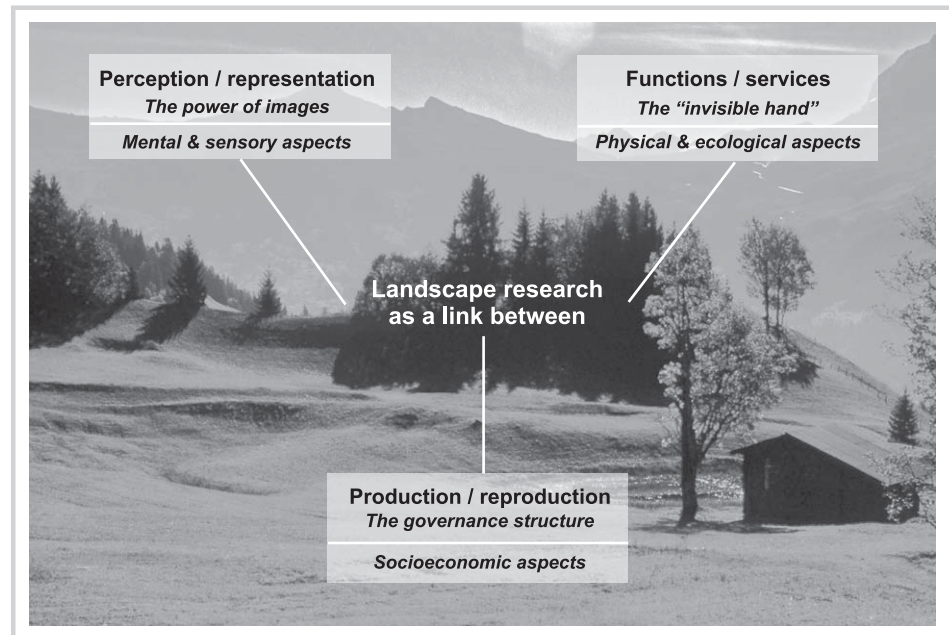 Perception / representation
The power of images
Mental & sensory aspects
Functions / services
The “invisible hand”
Physical & ecological aspects
Landscape research
as a link between
Production / reproduction
The governance structure
Socioeconomic aspects